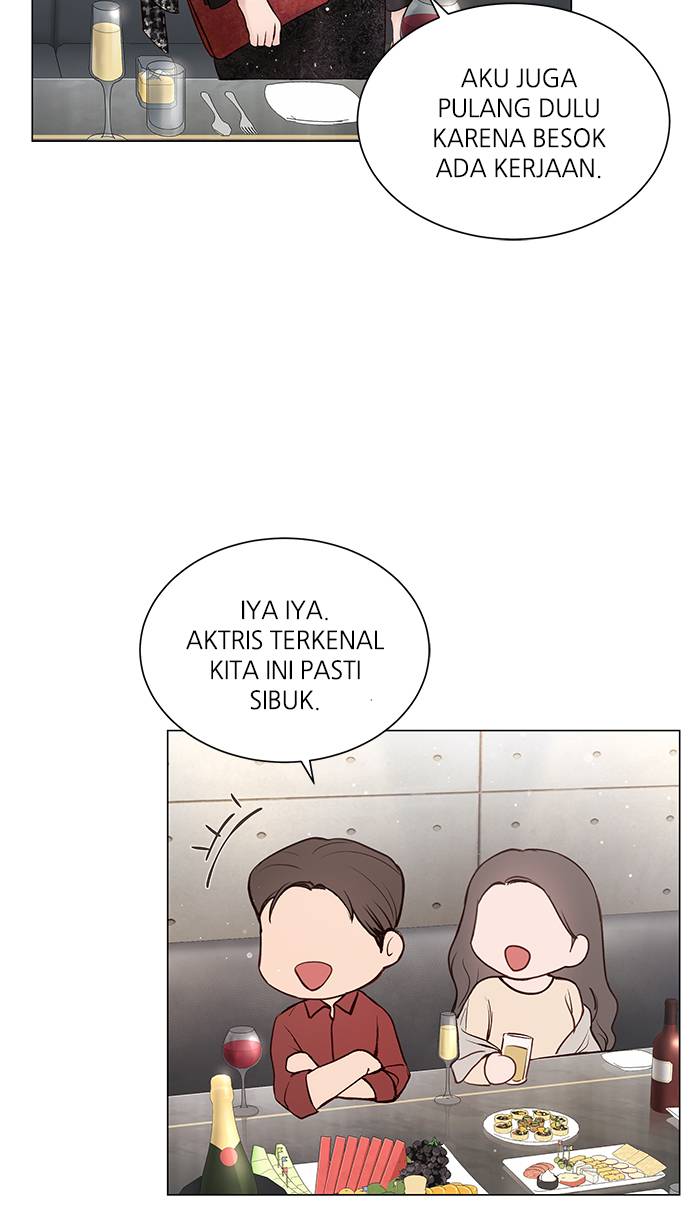 AKU JUGA
PULANG DULU
KARENA BESOK
ADA KERJAAN.
IYA IYA.
AKTRIS TERKENAL
KITA INI PASTI
SIBUK.